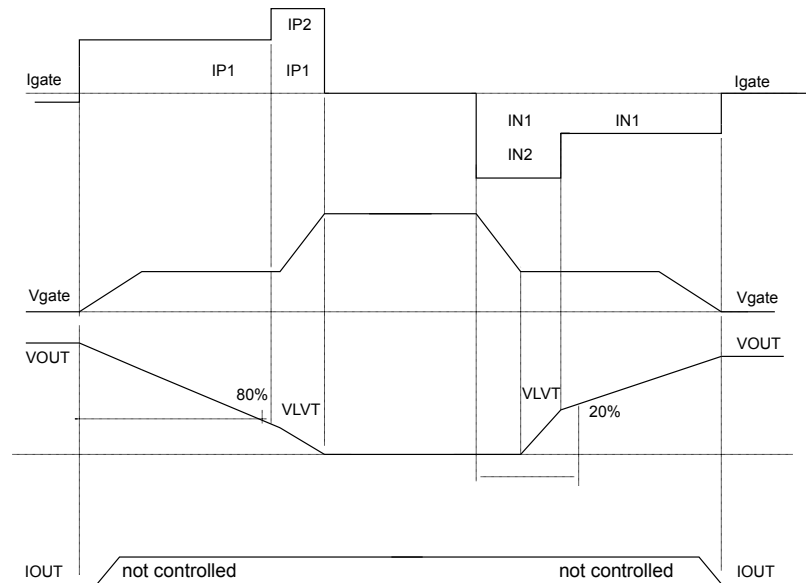 IP2
IP1 IP1
Igate Igate
IN1 IN1
IN2
Vgate Vgate
VOUT VOUT
80% VLVT VLVT 20%
IOUT not controlled not controlled IOUT